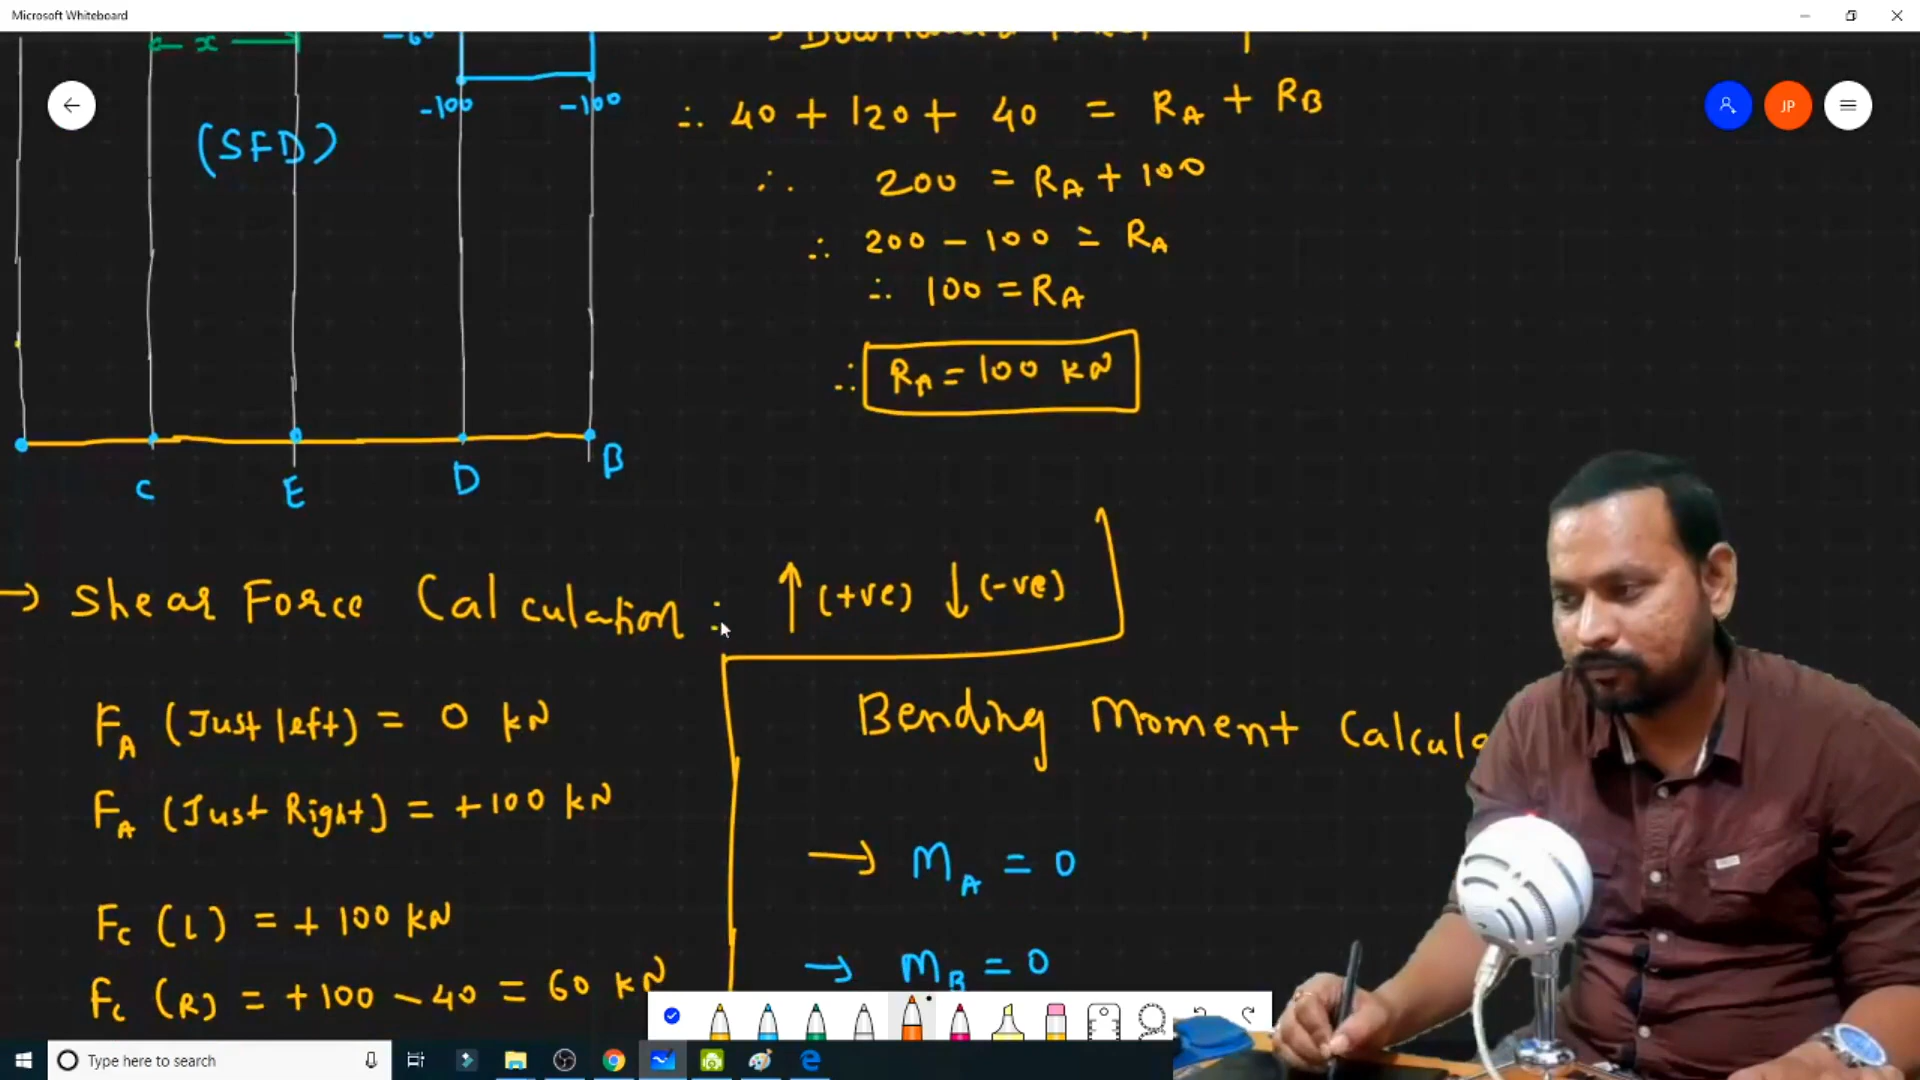 Microsoft Whiteboard
x
-60
-100
-100
(SFD)
C
E
D
B
∴ 40 + 120 + 40 = RA + RB
∴ 200 = RA + 100
∴ 200 - 100 = RA
∴ 100 = RA
∴ RA = 100 kN
→ Shear Force Calculation :- ↑ (+ve) ↓ (-ve)
FA (Just left) = 0 kN
FA (Just Right) = +100 kN
FC (L) = +100 kN
FC (R) = +100 - 40 = 60 kN
Bending Moment Calcula
→ MA = 0
→ MB = 0
JP
Type here to search